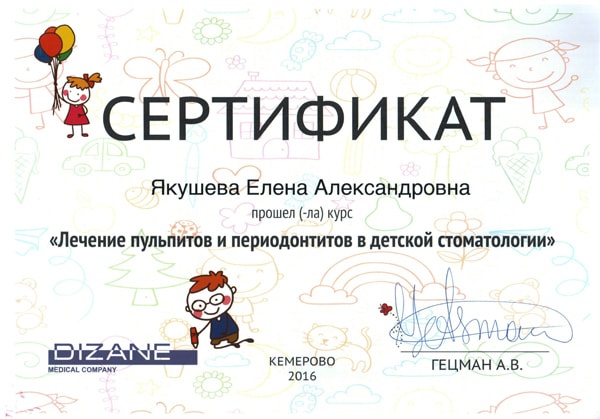 СЕРТИФИКАТ
Якушева Елена Александровна
прошел (-ла) курс
«Лечение пульпитов и периодонтитов в детской стоматологии»
DIZANE
MEDICAL COMPANY
КЕМЕРОВО
2016
ГЕЦМАН А.В.